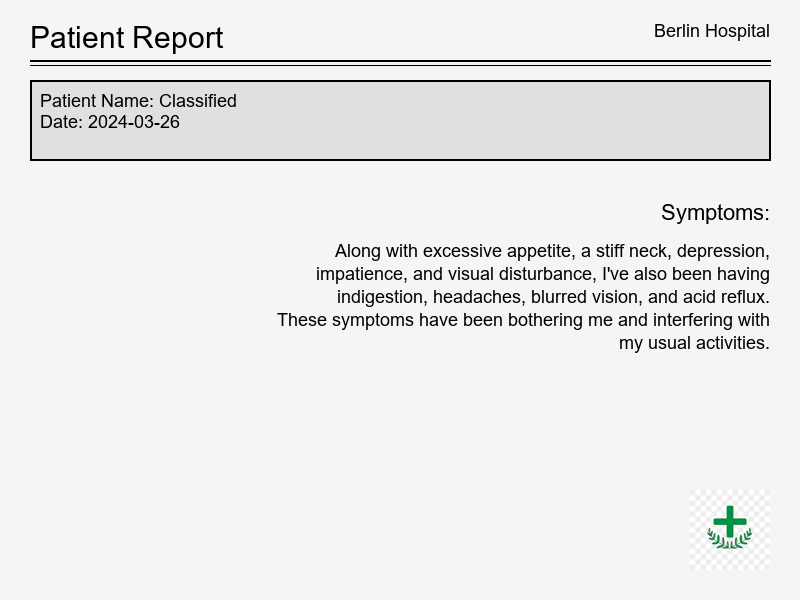 Patient Report
Berlin Hospital
Patient Name: Classified
Date: 2024-03-26
Symptoms:
Along with excessive appetite, a stiff neck, depression,
impatience, and visual disturbance, I've also been having
indigestion, headaches, blurred vision, and acid reflux.
These symptoms have been bothering me and interfering with
my usual activities.